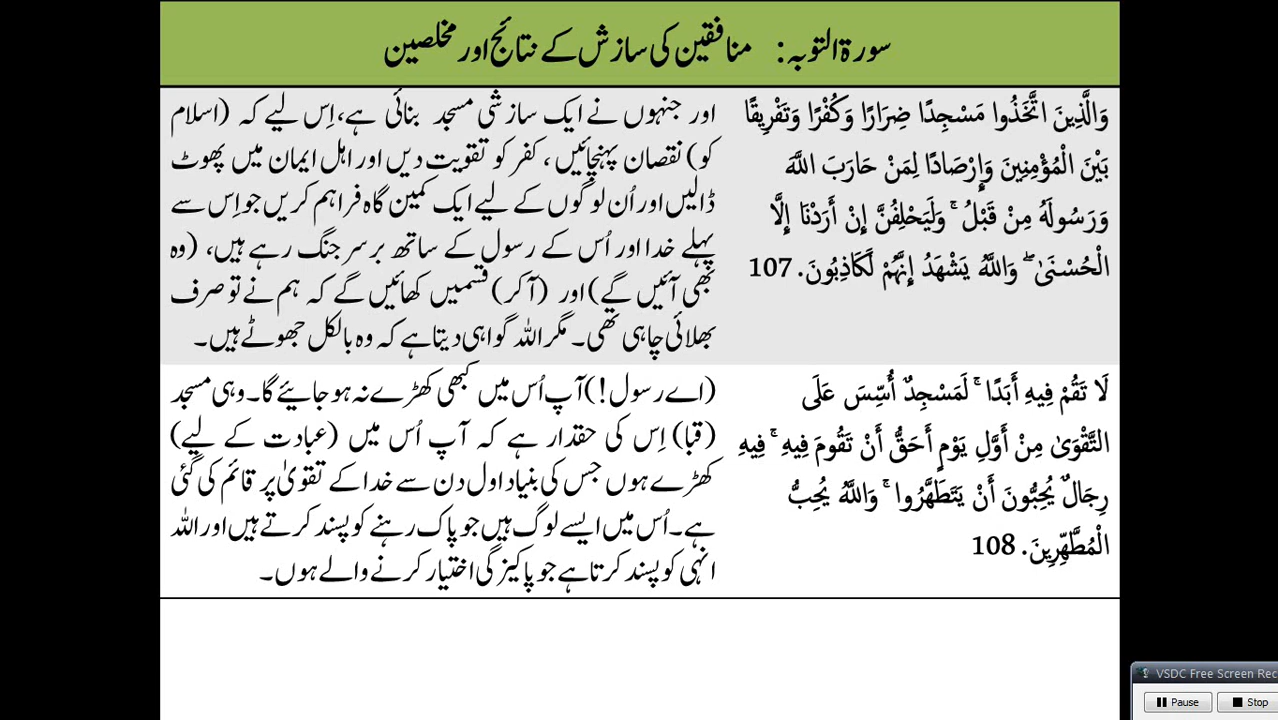 سورۃ التوبہ: منافقین کی سازش کے نتائج اور مخلصین
وَالَّذِينَ اتَّخَذُوا مَسْجِدًا ضِرَارًا وَكُفْرًا وَتَفْرِيقًا
بَيْنَ الْمُؤْمِنِينَ وَإِرْصَادًا لِمَنْ حَارَبَ اللَّهَ
وَرَسُولَهُ مِنْ قَبْلُ ۚ وَلَيَحْلِفُنَّ إِنْ أَرَدْنَا إِلَّا
الْحُسْنَىٰ ۖ وَاللَّهُ يَشْهَدُ إِنَّهُمْ لَكَاذِبُونَ. 107
اور جنہوں نے ایک سازشی مسجد بنائی ہے، اِس لیے کہ (اسلام
کو) نقصان پہنچائیں، کفر کو تقویت دیں اور اہل ایمان میں پھوٹ
ڈالیں اور اُن لوگوں کے لیے ایک کمین گاہ فراہم کریں جو اِس سے
پہلے خدا اور اُس کے رسول کے ساتھ برسر جنگ رہے ہیں، (وہ
بھی آئیں گے) اور (آ کر) قسمیں کھائیں گے کہ ہم نے تو صرف
بھلائی چاہی تھی۔ مگر اللہ گواہی دیتا ہے کہ وہ بالکل جھوٹے ہیں۔
لَا تَقُمْ فِيهِ أَبَدًا ۚ لَمَسْجِدٌ أُسِّسَ عَلَى
التَّقْوَىٰ مِنْ أَوَّلِ يَوْمٍ أَحَقُّ أَنْ تَقُومَ فِيهِ ۚ فِيهِ
رِجَالٌ يُحِبُّونَ أَنْ يَتَطَهَّرُوا ۚ وَاللَّهُ يُحِبُّ
الْمُطَّهِّرِينَ. 108
(اے رسول!) آپ اُس میں کبھی کھڑے نہ ہو جایئے گا۔ وہی مسجد
(قبا) اِس کی حقدار ہے کہ آپ اُس میں (عبادت کے لیے)
کھڑے ہوں جس کی بنیاد اول دن سے خدا کے تقویٰ پر قائم کی گئی
ہے۔ اُس میں ایسے لوگ ہیں جو پاک رہنے کو پسند کرتے ہیں اور اللہ
انہی کو پسند کرتا ہے جو پاکیزگی اختیار کرنے والے ہوں۔
VSDC Free Screen Rec
Pause Stop